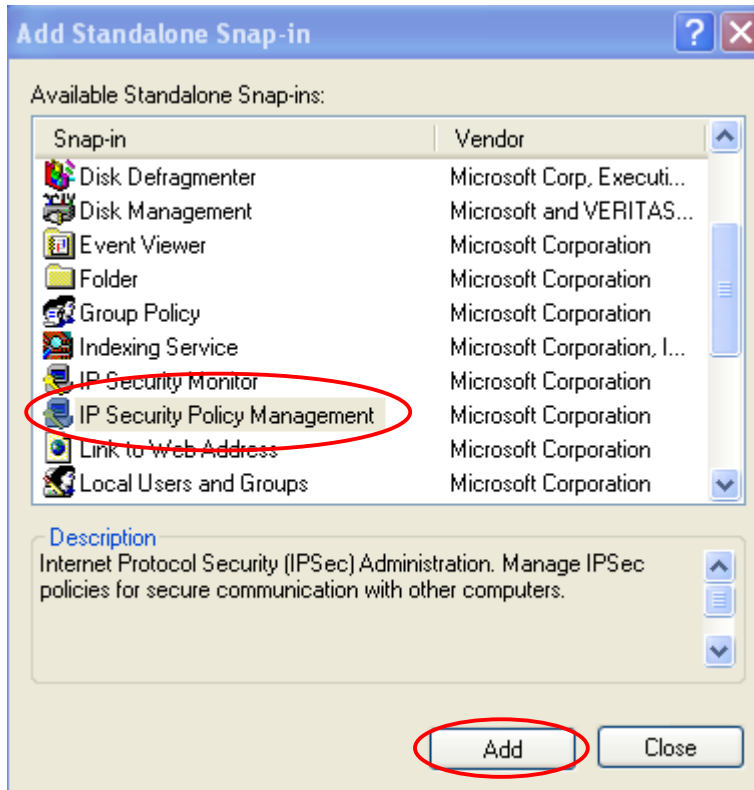 Add Standalone Snap-in
Available Standalone Snap-ins:
Snap-in Vendor
Disk Defragmenter Microsoft Corp, Executi...
Disk Management Microsoft and VERITAS...
Event Viewer Microsoft Corporation
Folder Microsoft Corporation
Group Policy Microsoft Corporation
Indexing Service Microsoft Corporation, I...
IP Security Monitor Microsoft Corporation
IP Security Policy Management Microsoft Corporation
Link to Web Address Microsoft Corporation
Local Users and Groups Microsoft Corporation
Description
Internet Protocol Security (IPSec) Administration. Manage IPSec
policies for secure communication with other computers.
Add Close